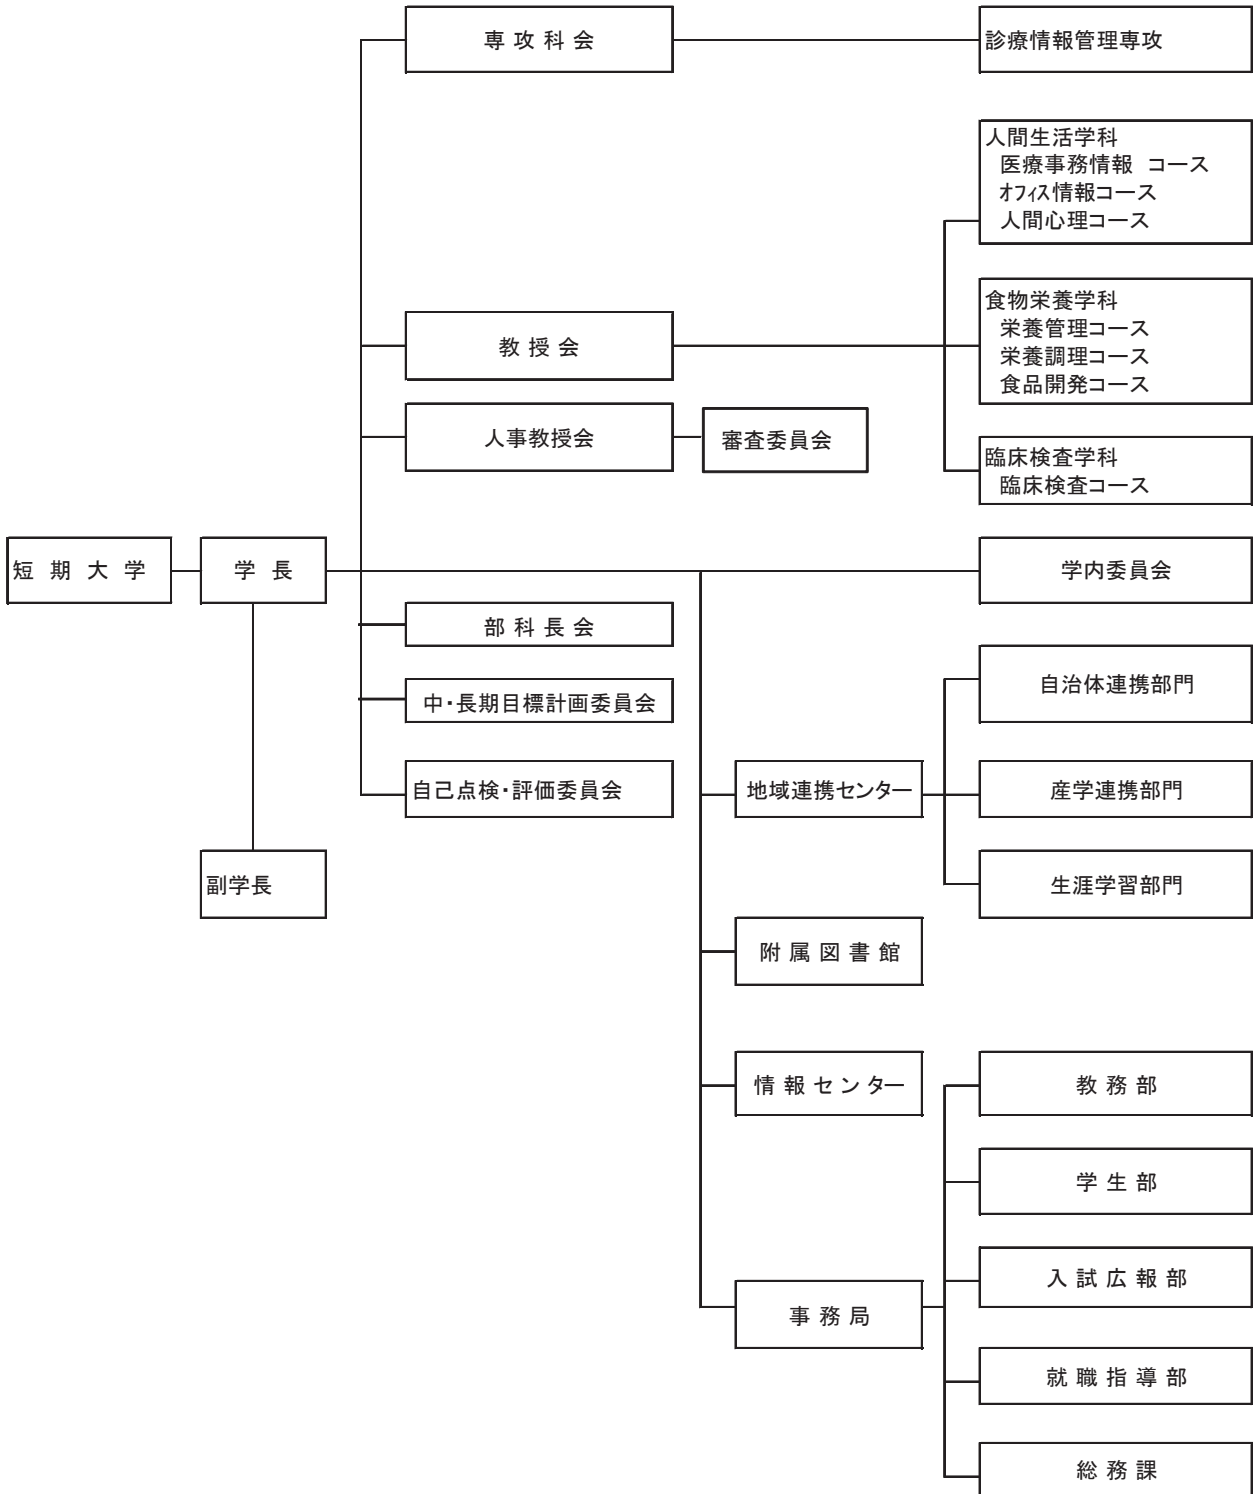 専攻科会
診療情報管理専攻
人間生活学科
医療事務情報 コース
オフィス情報コース
人間心理コース
教授会
食物栄養学科
栄養管理コース
栄養調理コース
食品開発コース
人事教授会
審査委員会
臨床検査学科
臨床検査コース
短期大学
学長
学内委員会
部科長会
自治体連携部門
中・長期目標計画委員会
自己点検・評価委員会
地域連携センター
産学連携部門
副学長
生涯学習部門
附属図書館
情報センター
教務部
学生部
入試広報部
事務局
就職指導部
総務課